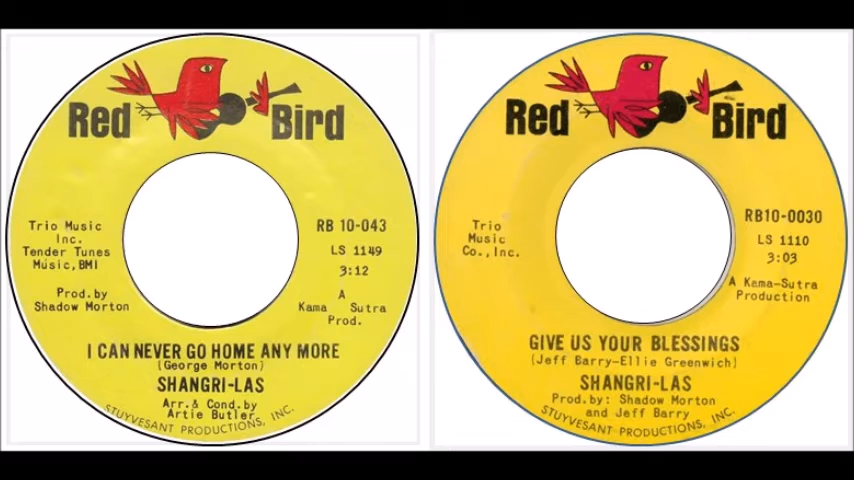 Red Bird
Trio Music
Inc.
Tender Tunes
Music,BMI
Prod.by
Shadow Morton
RB 10-043
LS 1149
3:12
A
Kama Sutra
Prod.
I CAN NEVER GO HOME ANY MORE
(George Morton)
SHANGRI-LAS
Arr.& Cond.by
Artie Butler
STUYVESANT PRODUCTIONS, INC.
Red Bird
Trio
Music
Co.,Inc.
RB10-0030
LS 1110
3:03
A Kama-Sutra
Production
GIVE US YOUR BLESSINGS
(Jeff Barry-Ellie Greenwich)
SHANGRI-LAS
Prod.by: Shadow Morton
and Jeff Barry
STUYVESANT PRODUCTIONS, INC.